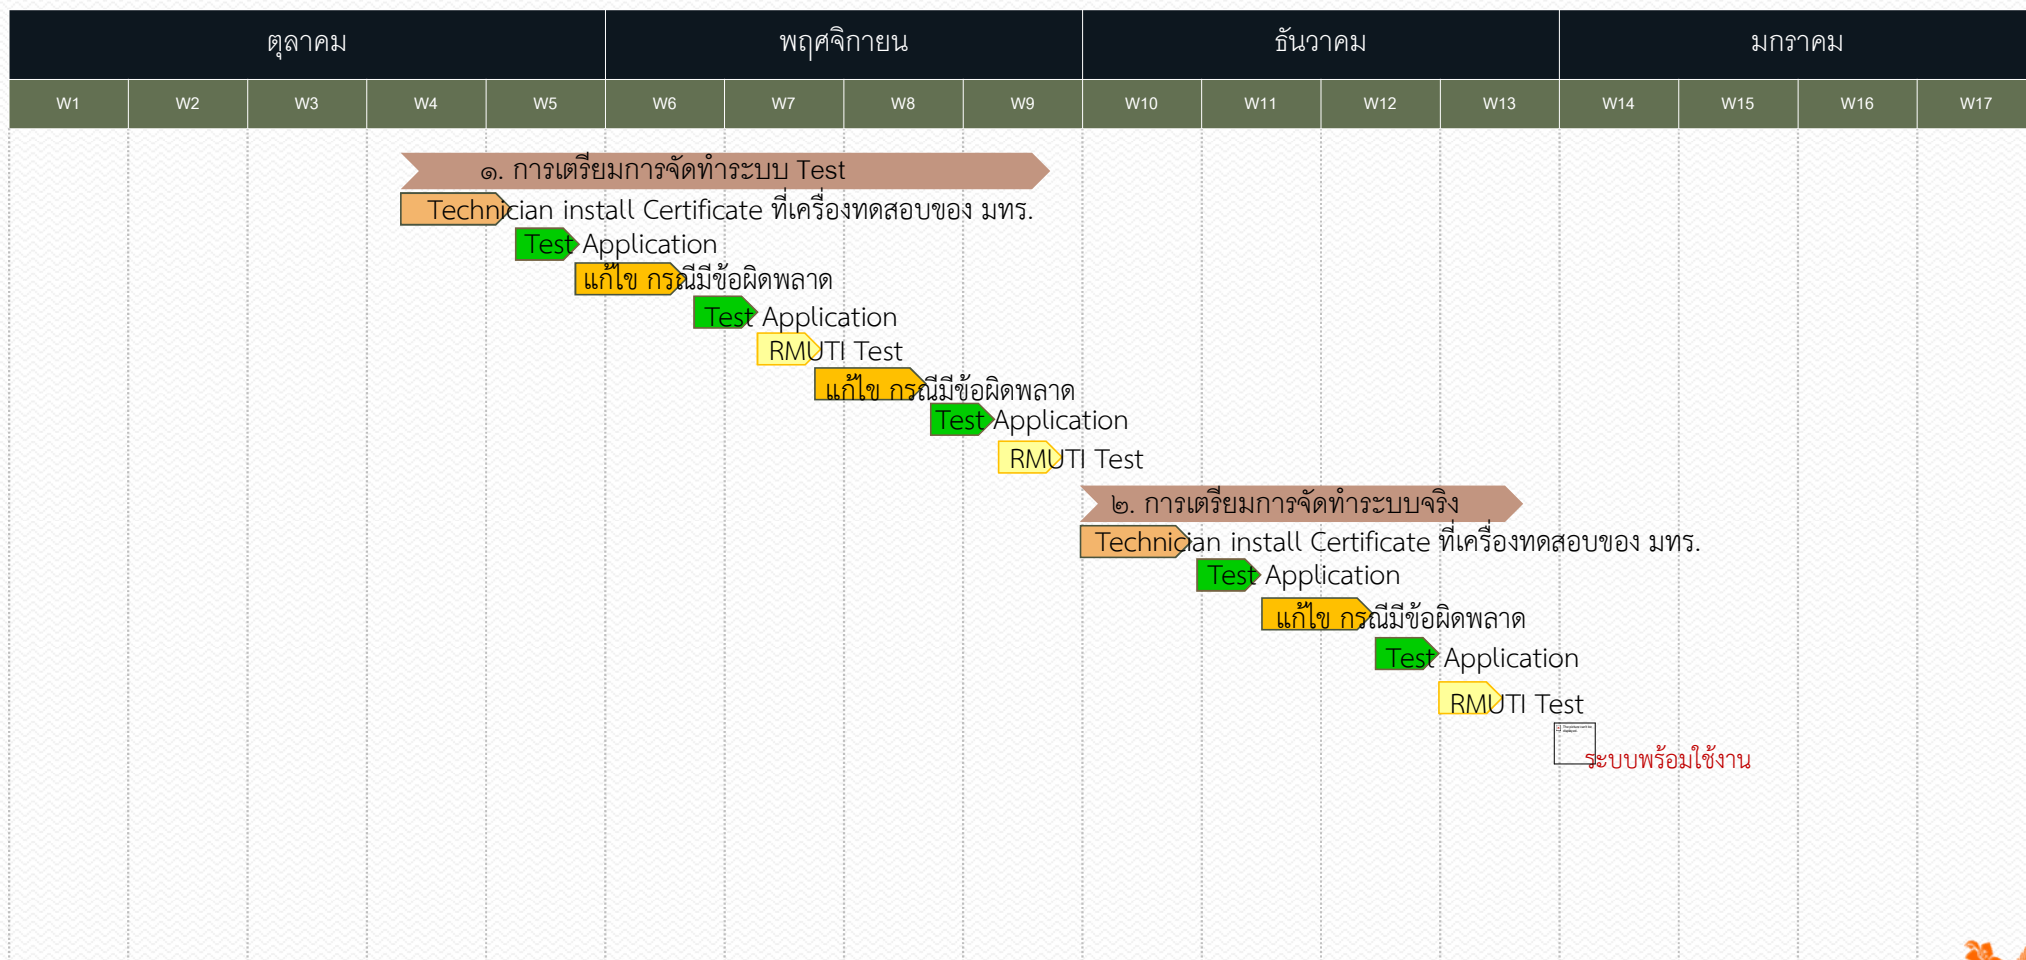 ตุลาคม พฤศจิกายน ธันวาคม มกราคม
W1 W2 W3 W4 W5 W6 W7 W8 W9 W10 W11 W12 W13 W14 W15 W16 W17
๑. การเตรียมการจัดทำระบบ Test
Technician install Certificate ที่เครื่องทดสอบของ มทร.
Test Application
แก้ไข กรณีมีข้อผิดพลาด
Test Application
RMUTI Test
แก้ไข กรณีมีข้อผิดพลาด
Test Application
RMUTI Test
๒. การเตรียมการจัดทำระบบจริง
Technician install Certificate ที่เครื่องทดสอบของ มทร.
Test Application
แก้ไข กรณีมีข้อผิดพลาด
Test Application
RMUTI Test
ระบบพร้อมใช้งาน